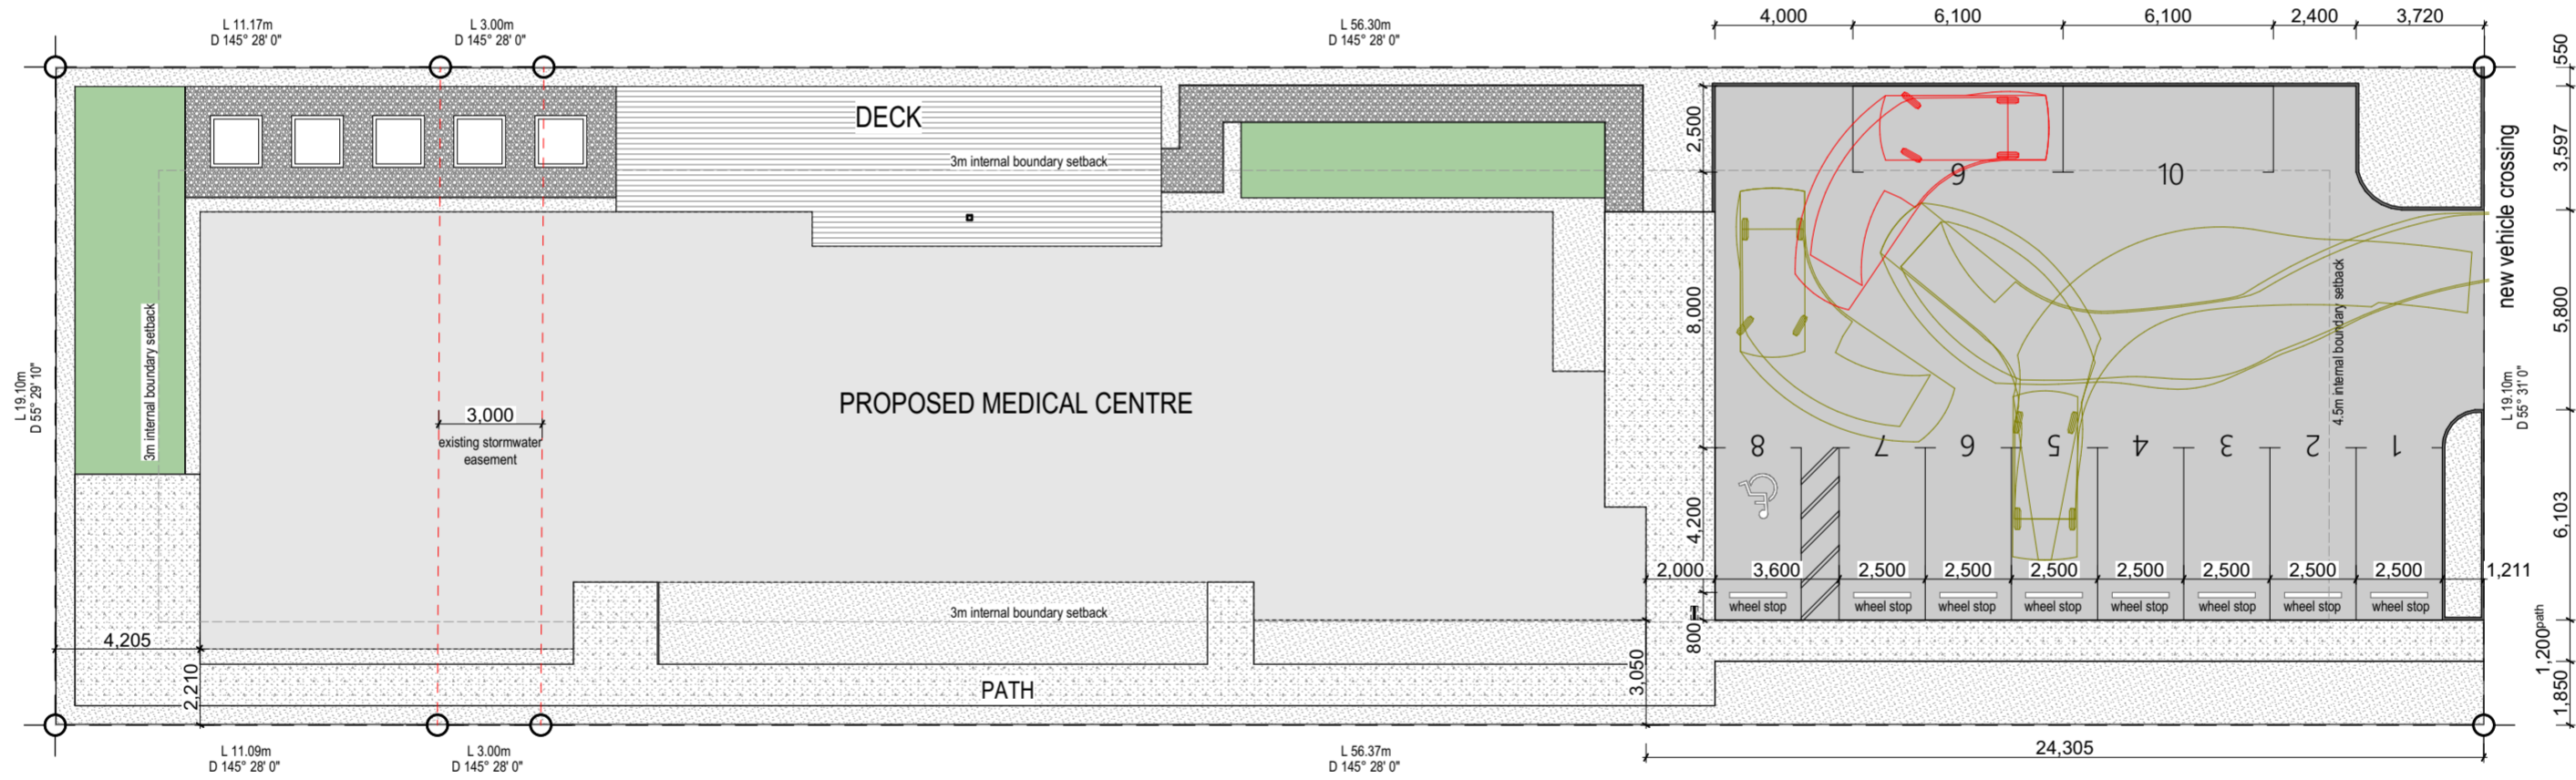 L 11.17m
D 145° 28' 0"
L 3.00m
D 145° 28' 0"
L 56.30m
D 145° 28' 0"
4,000
6,100
6,100
2,400
3,720
550
DECK
3m internal boundary setback
2,500
9
10
3,597
new vehicle crossing
3m internal boundary setback
8,000
4.5m internal boundary setback
5,800
L 19.10m
D 55° 29' 10"
L 19.10m
D 55° 31' 0"
PROPOSED MEDICAL CENTRE
3,000
existing stormwater
easement
8
7
6
5
4
3
2
1
4,200
6,103
2,000
3,600
2,500
2,500
2,500
2,500
2,500
2,500
2,500
1,211
wheel stop
wheel stop
wheel stop
wheel stop
wheel stop
wheel stop
wheel stop
wheel stop
3m internal boundary setback
800
4,205
2,210
3,050
1,200 path
1,850
PATH
24,305
L 11.09m
D 145° 28' 0"
L 3.00m
D 145° 28' 0"
L 56.37m
D 145° 28' 0"